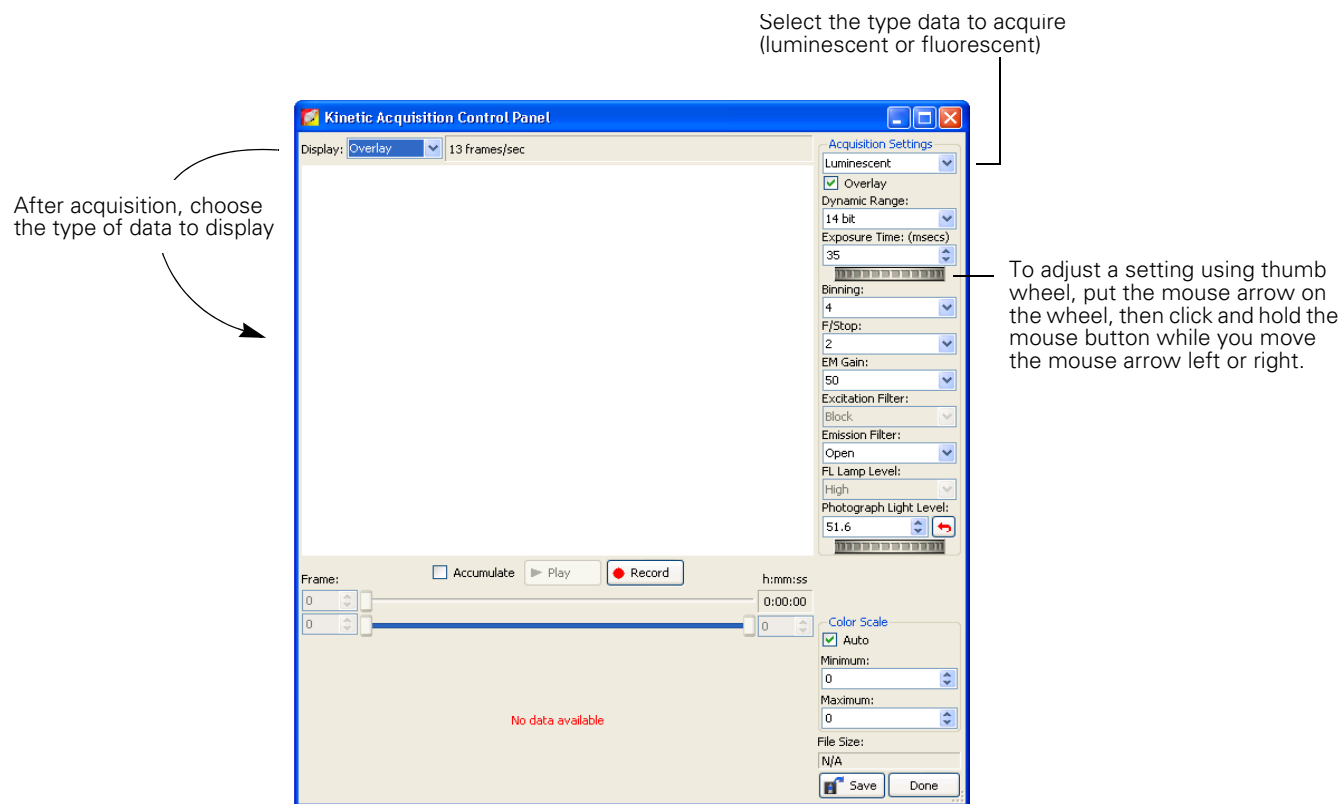 Select the type data to acquire
(luminescent or fluorescent)
Kinetic Acquisition Control Panel
Display: Overlay 13 frames/sec
After acquisition, choose
the type of data to display
Acquisition Settings
Luminescent
Overlay
Dynamic Range:
14 bit
Exposure Time: (msecs)
35
Binning:
4
F/Stop:
2
EM Gain:
50
Excitation Filter:
Block
Emission Filter:
Open
FL Lamp Level:
High
Photograph Light Level:
51.6
To adjust a setting using thumb
wheel, put the mouse arrow on
the wheel, then click and hold the
mouse button while you move
the mouse arrow left or right.
Frame: Accumulate Play Record h:mm:ss
0 0:00:00
0 0
No data available
Color Scale
Auto
Minimum:
0
Maximum:
0
File Size:
N/A
Save Done